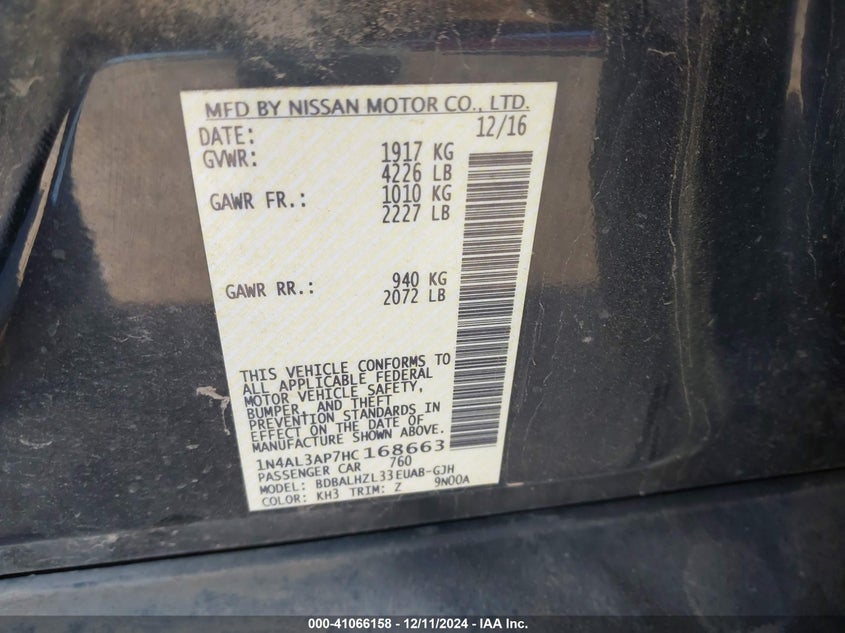 MFD BY NISSAN MOTOR CO., LTD.
DATE: 12/16
GVWR: 1917 KG
4226 LB
GAWR FR.: 1010 KG
2227 LB
GAWR RR.: 940 KG
2072 LB
THIS VEHICLE CONFORMS TO
ALL APPLICABLE FEDERAL
MOTOR VEHICLE SAFETY,
BUMPER, AND THEFT
PREVENTION STANDARDS IN
EFFECT ON THE DATE OF
MANUFACTURE SHOWN ABOVE.
1N4AL3AP7HC168663
PASSENGER CAR 760
MODEL: BDBALHZL33EUAB-GJH
COLOR: KH3 TRIM: Z 9N00A
000-41066158 - 12/11/2024 - IAA Inc.